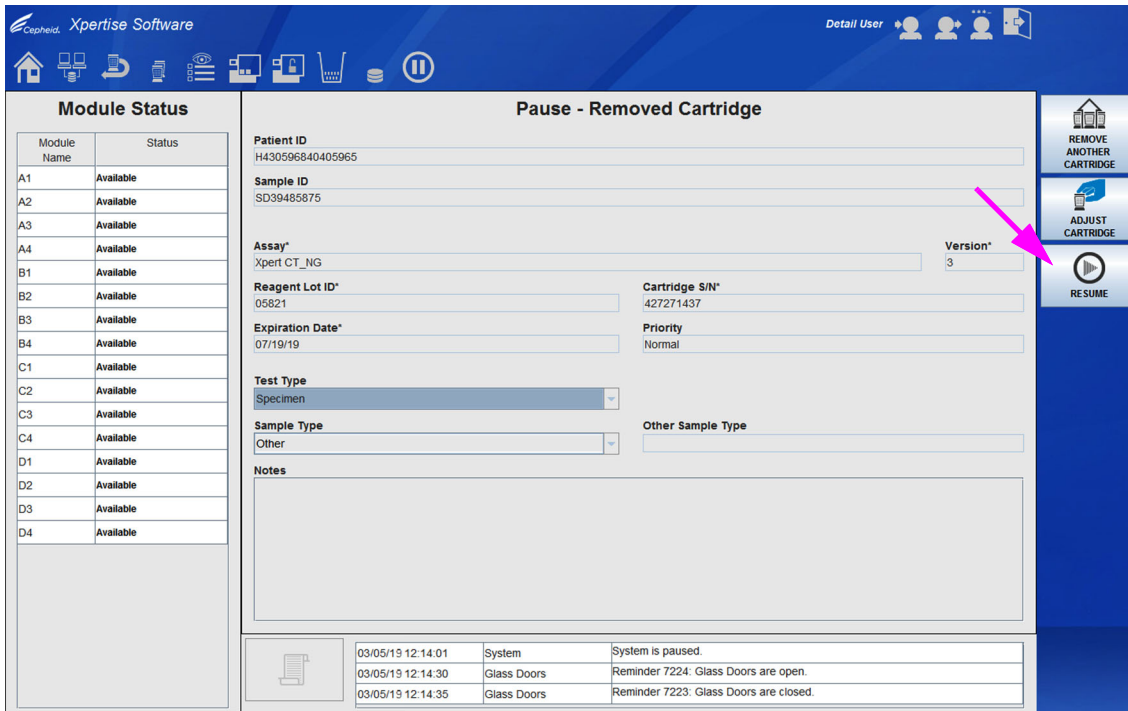 Cepheid. Xpertise Software
Detail User
Module Status
Module Name
Status
A1 Available
A2 Available
A3 Available
A4 Available
B1 Available
B2 Available
B3 Available
B4 Available
C1 Available
C2 Available
C3 Available
C4 Available
D1 Available
D2 Available
D3 Available
D4 Available
Pause - Removed Cartridge
Patient ID
H430596840405965
Sample ID
SD39485875
Assay* Version*
Xpert CT_NG 3
Reagent Lot ID* Cartridge S/N*
05821 427271437
Expiration Date* Priority
07/19/19 Normal
Test Type
Specimen
Sample Type Other Sample Type
Other
Notes
03/05/19 12:14:01 System System is paused.
03/05/19 12:14:30 Glass Doors Reminder 7224: Glass Doors are open.
03/05/19 12:14:35 Glass Doors Reminder 7223: Glass Doors are closed.
REMOVE
ANOTHER
CARTRIDGE
ADJUST
CARTRIDGE
RESUME